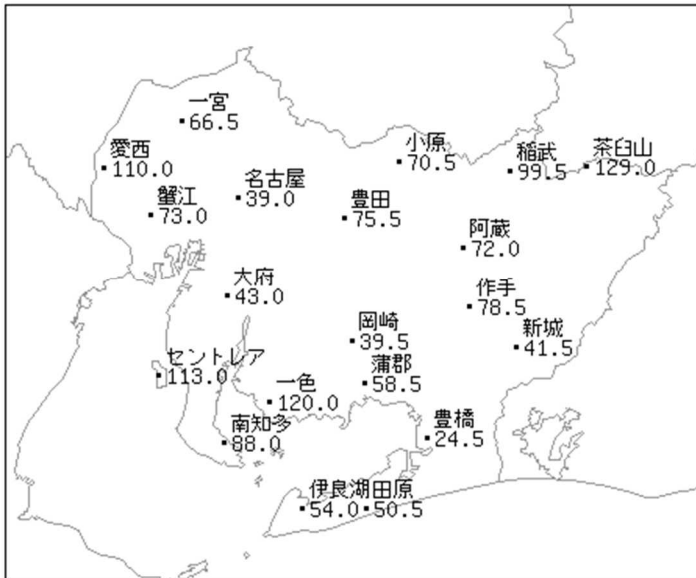 一宮
66.5
愛西
110.0
蟹江
73.0
名古屋
39.0
小原
70.5
稲武
99.5
茶臼山
129.0
豊田
75.5
阿蔵
72.0
大府
43.0
作手
78.5
岡崎
39.5
新城
41.5
セントレア
113.0
蒲郡
58.5
一色
120.0
南知多
88.0
豊橋
24.5
伊良湖
54.0
田原
50.5